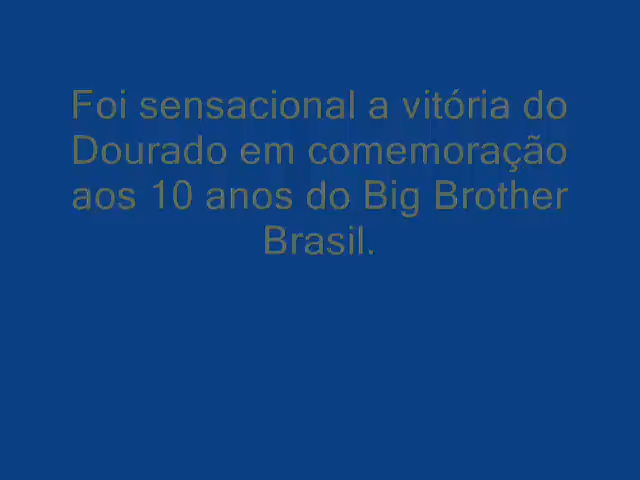 Foi sensacional a vitória do
Dourado em comemoração
aos 10 anos do Big Brother
Brasil.